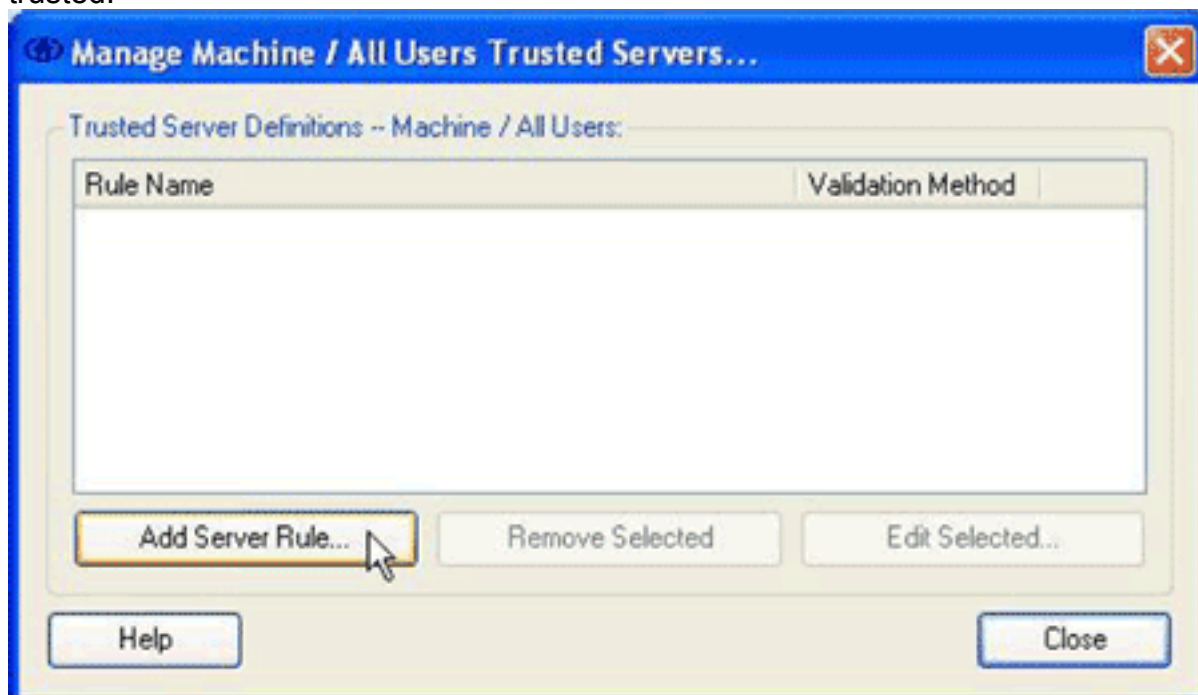 trusted.
Manage Machine / All Users Trusted Servers...
Trusted Server Definitions -- Machine / All Users:
Rule Name Validation Method
Add Server Rule... Remove Selected Edit Selected...
Help Close